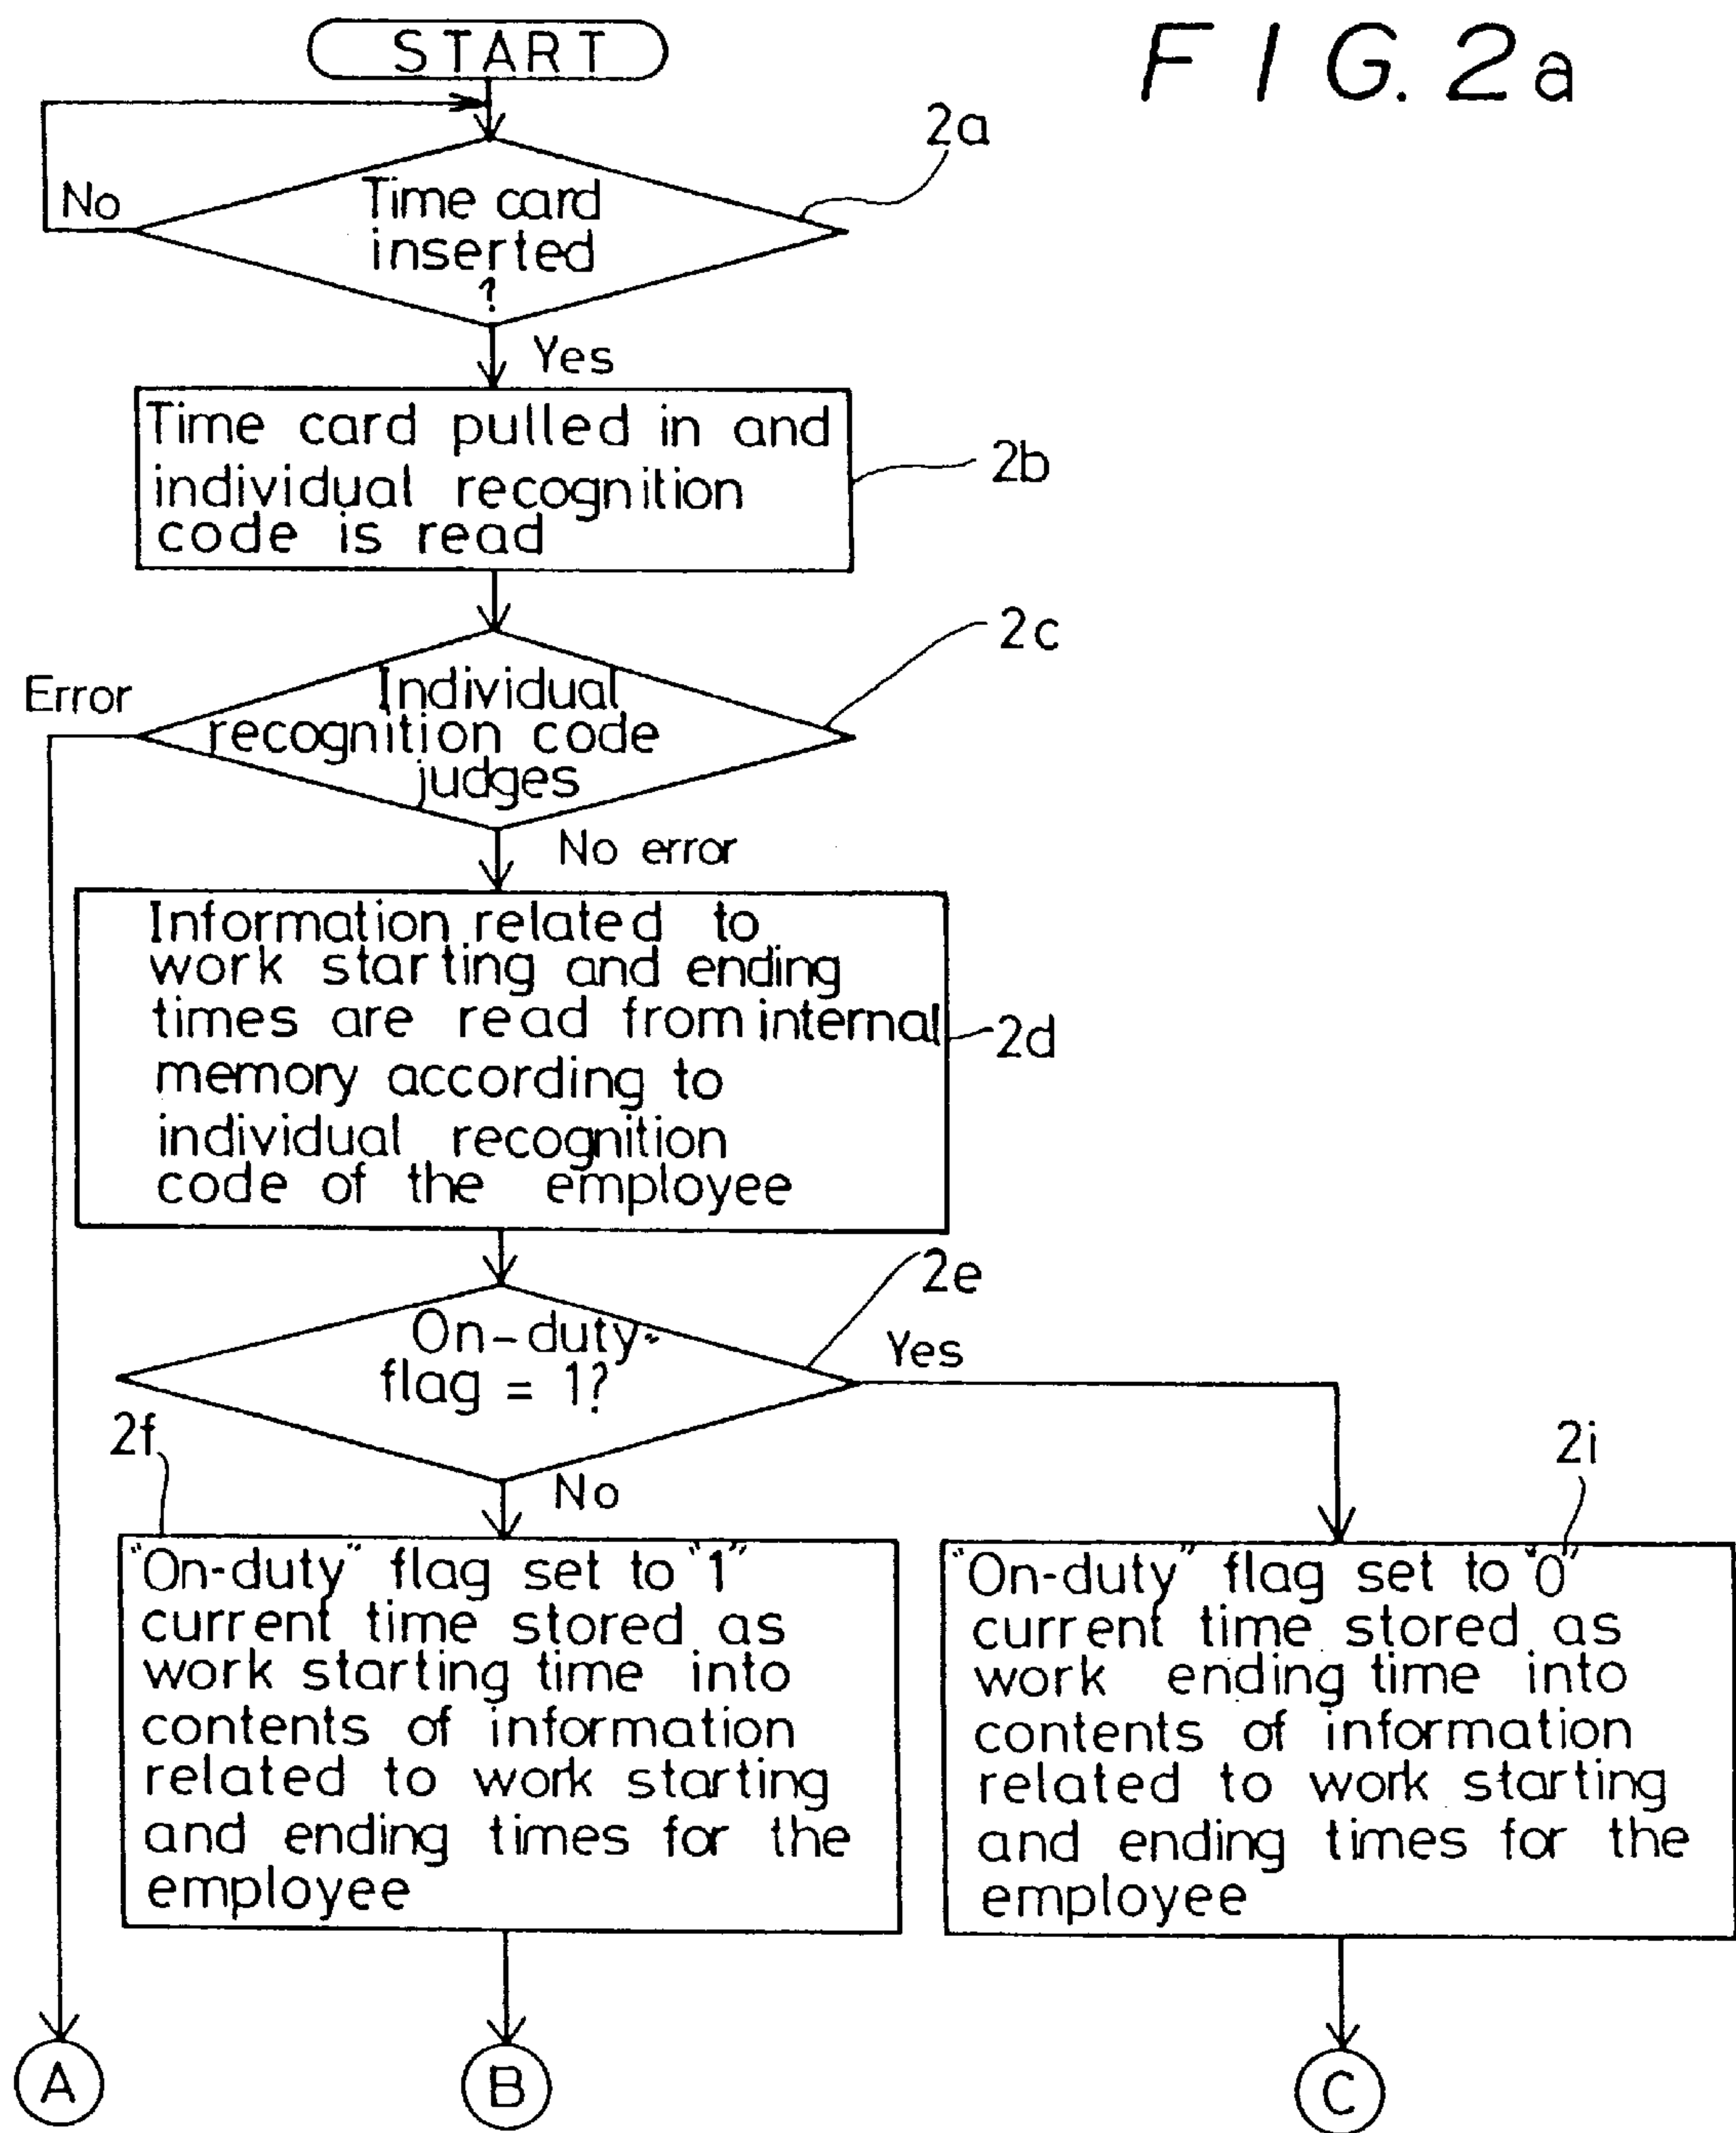 FIG. 2a
START
2a
No
Time card
inserted
?
Yes
Time card pulled in and
individual recognition
code is read
2b
2c
Error
Individual
recognition code
judges
No error
Information related to
work starting and ending
times are read from internal
memory according to
individual recognition
code of the employee
2d
2e
On-duty
flag = 1?
Yes
2f
No
2i
"On-duty" flag set to "1"
current time stored as
work starting time into
contents of information
related to work starting
and ending times for the
employee
"On-duty" flag set to "0"
current time stored as
work ending time into
contents of information
related to work starting
and ending times for the
employee
A
B
C